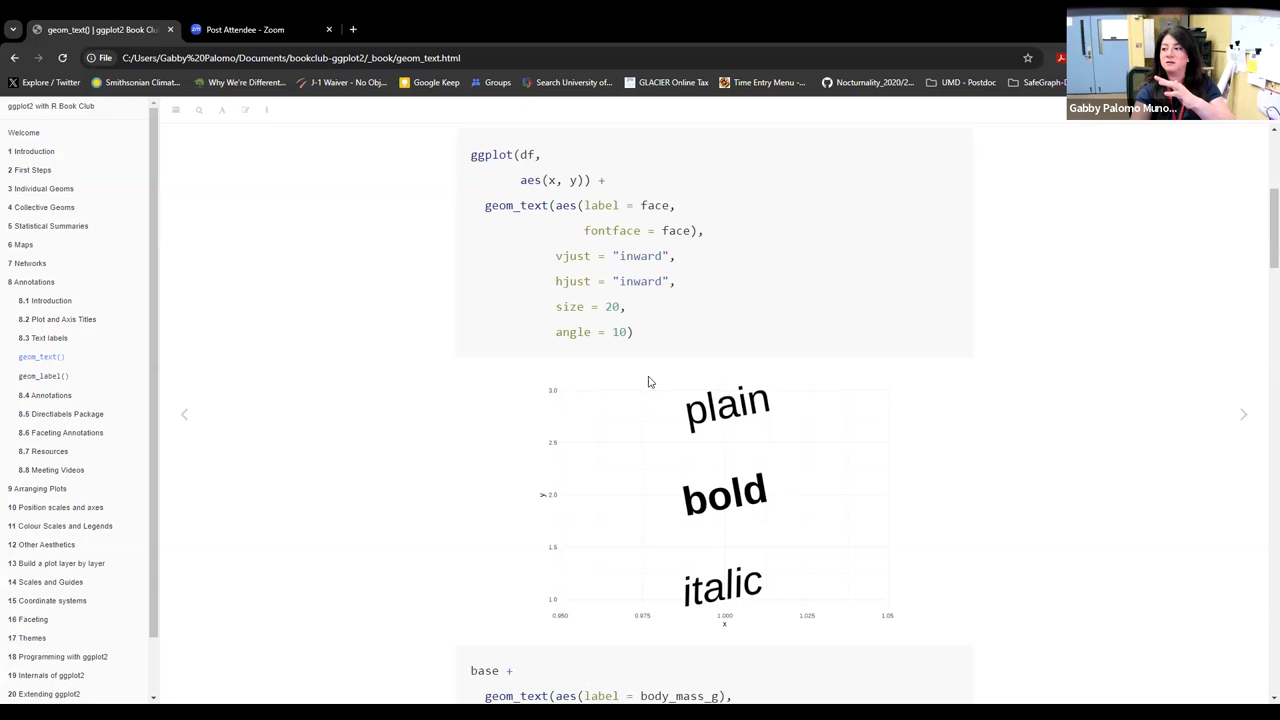 geom_text() | ggplot2 Book Clu
Post Attendee - Zoom
File
C:/Users/Gabby%20Palomo/Documents/bookclub-ggplot2/_book/geom_text.html
Explore / Twitter
Smithsonian Climat...
Why We're Different...
J-1 Waiver - No Obj...
Google Keep
Groups
Search University of...
GLACIER Online Tax
Time Entry Menu -...
Nocturnality_2020/2...
UMD - Postdoc
SafeGraph-D
Gabby Palomo Muno...
ggplot2 with R Book Club
Welcome
1 Introduction
2 First Steps
3 Individual Geoms
4 Collective Geoms
5 Statistical Summaries
6 Maps
7 Networks
8 Annotations
8.1 Introduction
8.2 Plot and Axis Titles
8.3 Text labels
geom_text()
geom_label()
8.4 Annotations
8.5 Directlabels Package
8.6 Faceting Annotations
8.7 Resources
8.8 Meeting Videos
9 Arranging Plots
10 Position scales and axes
11 Colour Scales and Legends
12 Other Aesthetics
13 Build a plot layer by layer
14 Scales and Guides
15 Coordinate systems
16 Faceting
17 Themes
18 Programming with ggplot2
19 Internals of ggplot2
20 Extending ggplot2
ggplot(df,
aes(x, y)) +
geom_text(aes(label = face,
fontface = face),
vjust = "inward",
hjust = "inward",
size = 20,
angle = 10)
3.0
2.5
2.0
1.5
1.0
y
plain
bold
italic
0.950
0.975
1.000
1.025
1.05
x
base +
geom_text(aes(label = body_mass_g),